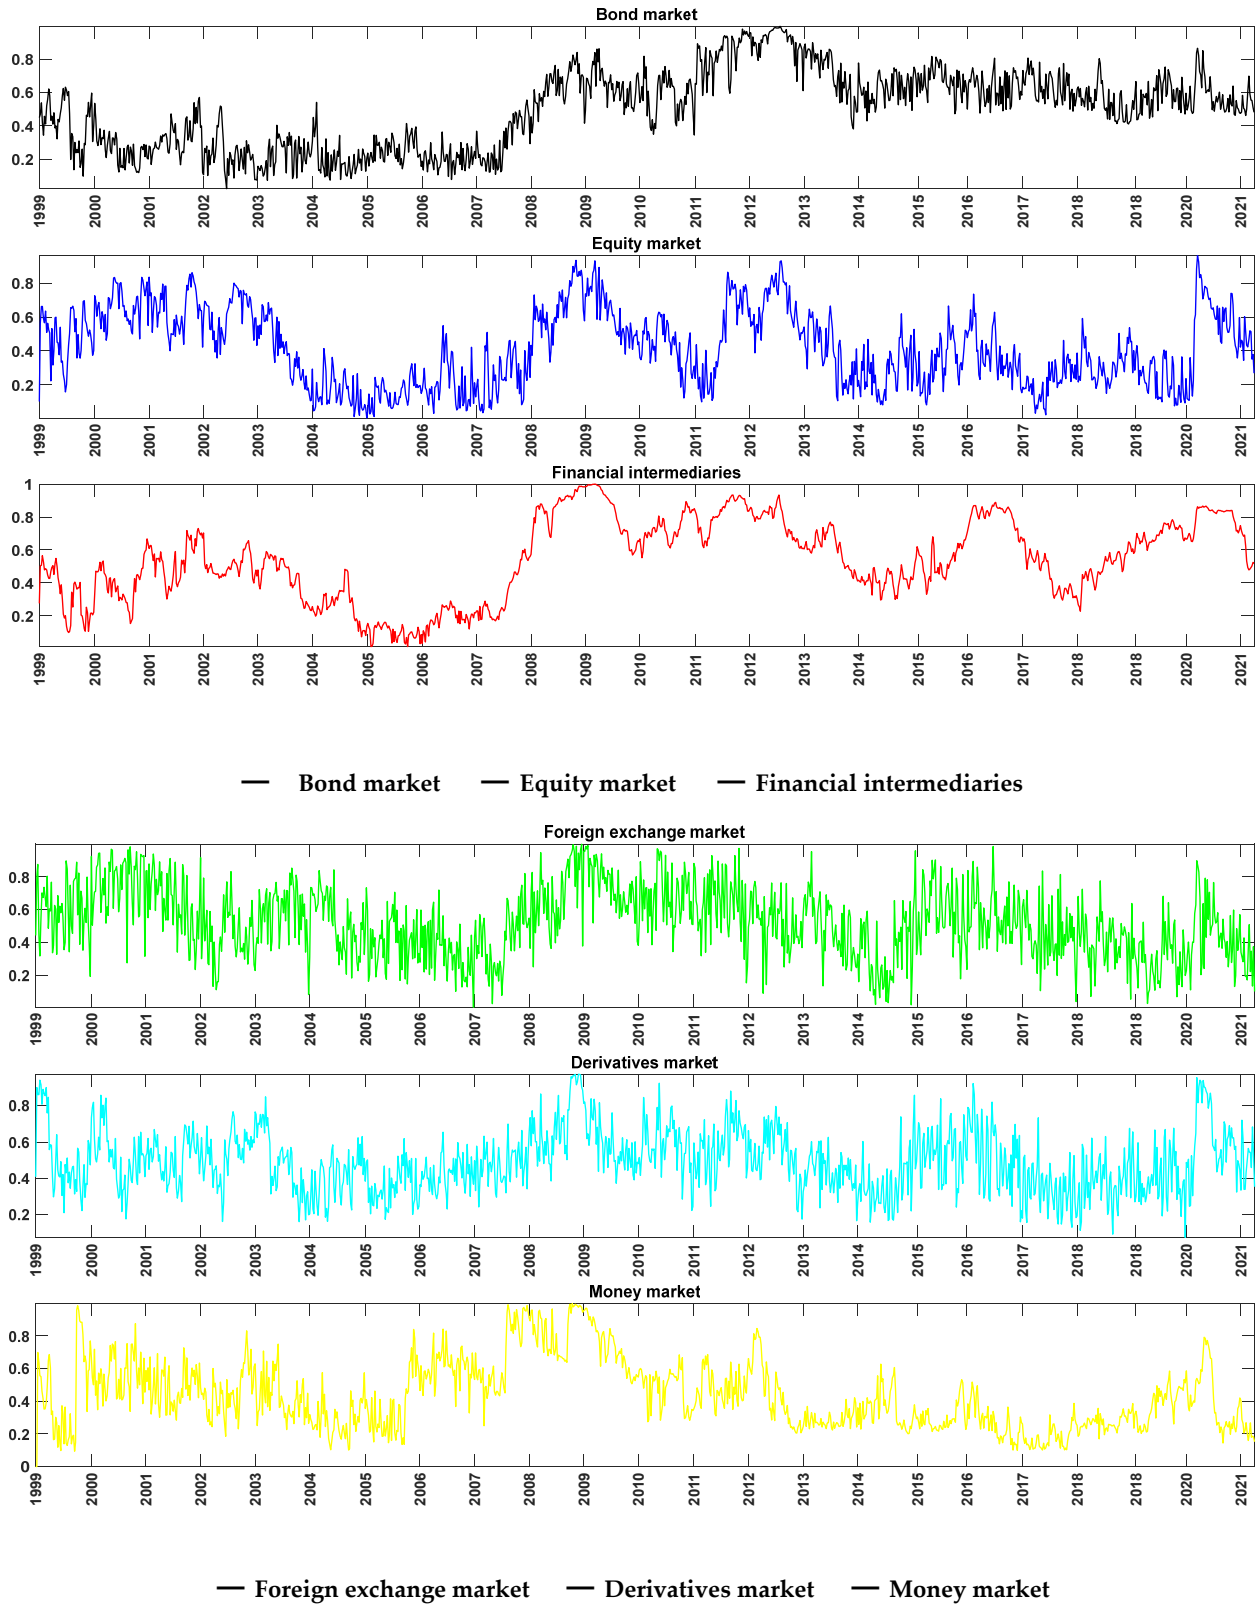 Bond market
0.8
0.6
0.4
0.2
1999 2000 2001 2002 2003 2004 2005 2006 2007 2008 2009 2010 2011 2012 2013 2014 2015 2016 2017 2018 2018 2020 2021
Equity market
0.8
0.6
0.4
0.2
1999 2000 2001 2002 2003 2004 2005 2006 2007 2008 2009 2010 2011 2012 2013 2014 2015 2016 2017 2018 2018 2020 2021
Financial intermediaries
1
0.8
0.6
0.4
0.2
1999 2000 2001 2002 2003 2004 2005 2006 2007 2008 2009 2010 2011 2012 2013 2014 2015 2016 2017 2018 2018 2020 2021
Bond market Equity market Financial intermediaries
Foreign exchange market
0.8
0.6
0.4
0.2
1999 2000 2001 2002 2003 2004 2005 2006 2007 2008 2009 2010 2011 2012 2013 2014 2015 2016 2017 2018 2018 2020 2021
Derivatives market
0.8
0.6
0.4
0.2
1999 2000 2001 2002 2003 2004 2005 2006 2007 2008 2009 2010 2011 2012 2013 2014 2015 2016 2017 2018 2018 2020 2021
Money market
0.8
0.6
0.4
0.2
0
1999 2000 2001 2002 2003 2004 2005 2006 2007 2008 2009 2010 2011 2012 2013 2014 2015 2016 2017 2018 2018 2020 2021
Foreign exchange market Derivatives market Money market